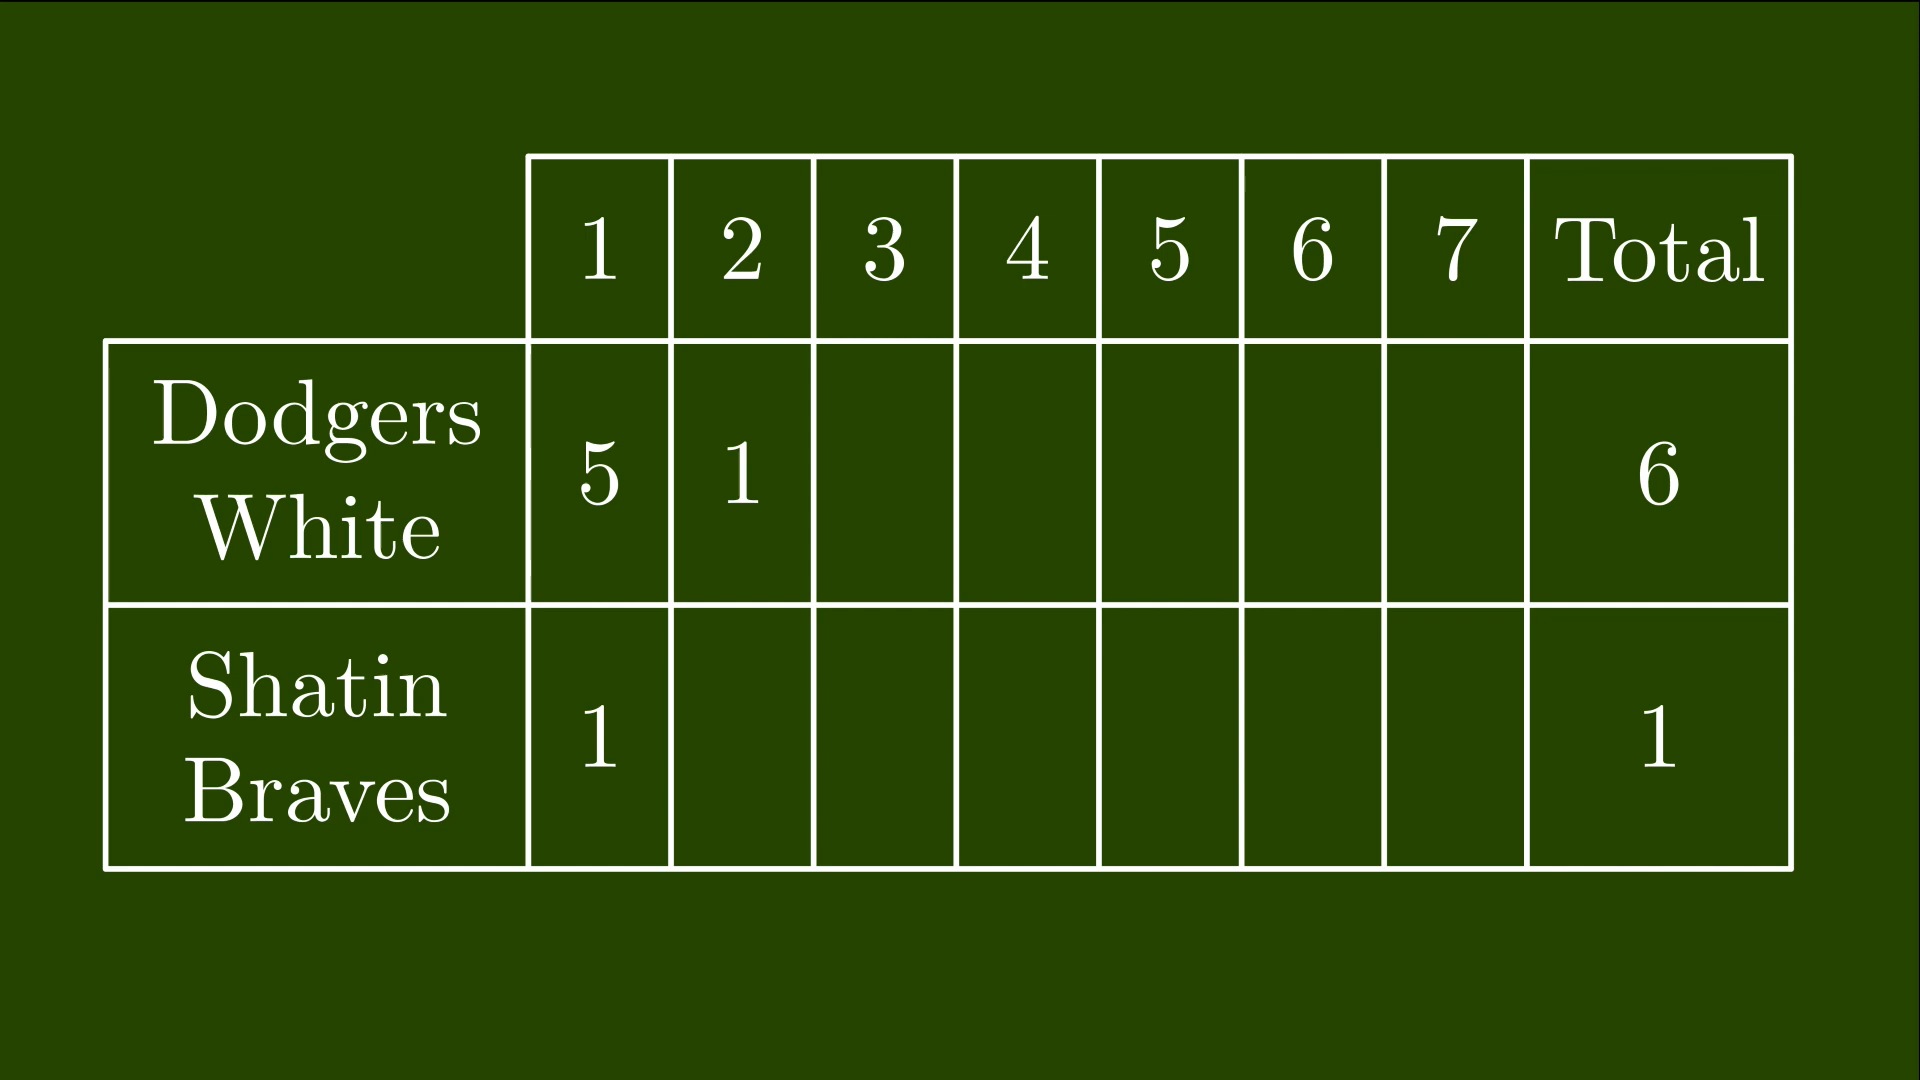 1 2 3 4 5 6 7 Total
Dodgers
White
5 1 6
Shatin
Braves
1 1